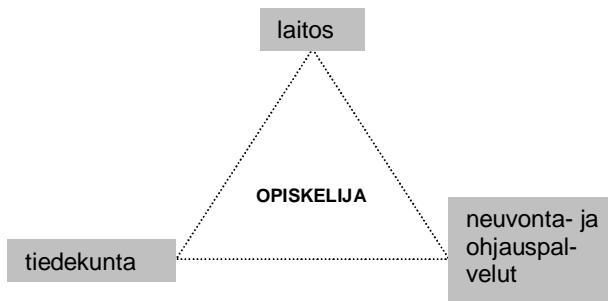 laitos
OPISKELIJA
tiedekunta
neuvonta- ja
ohjauspal-
velut